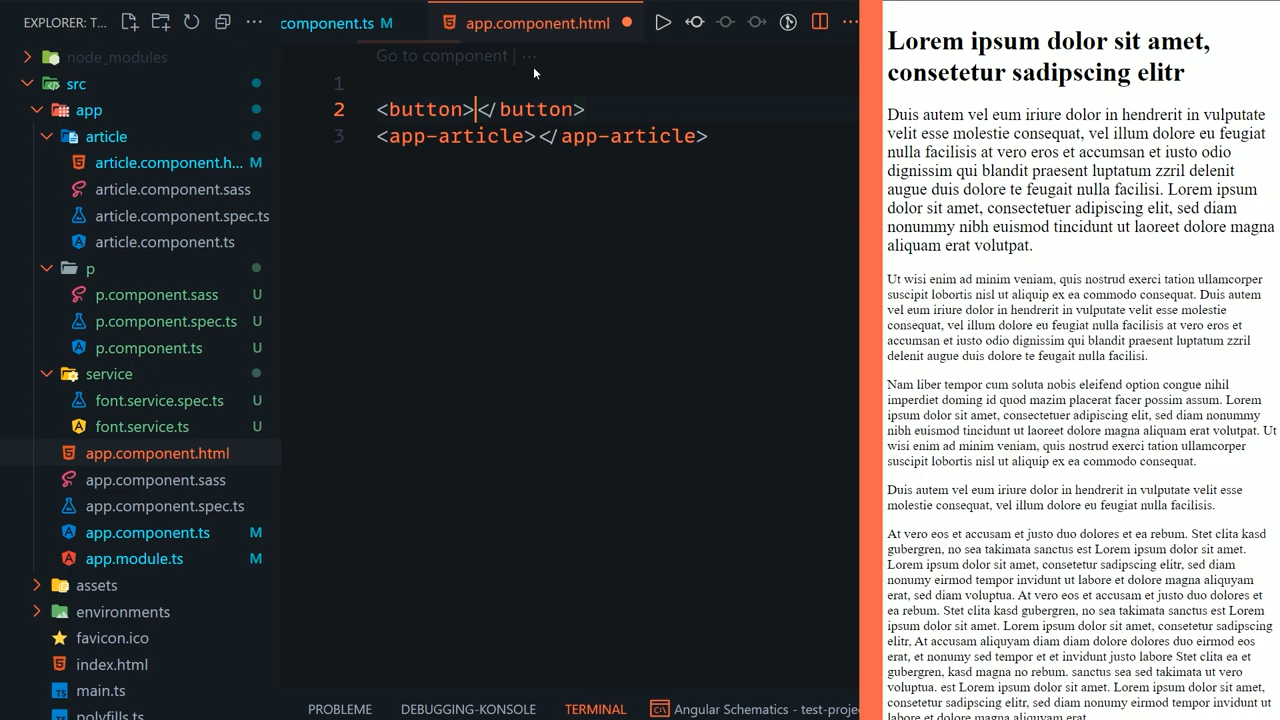 EXPLORER: T...
component.ts M
app.component.html
node_modules
src
app
article
article.component.h... M
article.component.sass
article.component.spec.ts
article.component.ts
p
p.component.sass U
p.component.spec.ts U
p.component.ts U
service
font.service.spec.ts U
font.service.ts U
app.component.html
app.component.sass
app.component.spec.ts
app.component.ts M
app.module.ts M
assets
environments
favicon.ico
index.html
main.ts
polyfills.ts
Go to component | ...
1
2 <button></button>
3 <app-article></app-article>
PROBLEME DEBUGGING-KONSOLE TERMINAL Angular Schematics - test-proje
Lorem ipsum dolor sit amet,
consetetur sadipscing elitr
Duis autem vel eum iriure dolor in hendrerit in vulputate
velit esse molestie consequat, vel illum dolore eu feugiat
nulla facilisis at vero eros et accumsan et iusto odio
dignissim qui blandit praesent luptatum zzril delenit
augue duis dolore te feugait nulla facilisi. Lorem ipsum
dolor sit amet, consectetuer adipiscing elit, sed diam
nonummy nibh euismod tincidunt ut laoreet dolore magna
aliquam erat volutpat.
Ut wisi enim ad minim veniam, quis nostrud exerci tation ullamcorper
suscipit lobortis nisl ut aliquip ex ea commodo consequat. Duis autem
vel eum iriure dolor in hendrerit in vulputate velit esse molestie
consequat, vel illum dolore eu feugiat nulla facilisis at vero eros et
accumsan et iusto odio dignissim qui blandit praesent luptatum zzril
delenit augue duis dolore te feugait nulla facilisi.
Nam liber tempor cum soluta nobis eleifend option congue nihil
imperdiet doming id quod mazim placerat facer possim assum. Lorem
ipsum dolor sit amet, consectetuer adipiscing elit, sed diam nonummy
nibh euismod tincidunt ut laoreet dolore magna aliquam erat volutpat. Ut
wisi enim ad minim veniam, quis nostrud exerci tation ullamcorper
suscipit lobortis nisl ut aliquip ex ea commodo consequat.
Duis autem vel eum iriure dolor in hendrerit in vulputate velit esse
molestie consequat, vel illum dolore eu feugiat nulla facilisis.
At vero eos et accusam et justo duo dolores et ea rebum. Stet clita kasd
gubergren, no sea takimata sanctus est Lorem ipsum dolor sit amet.
Lorem ipsum dolor sit amet, consetetur sadipscing elitr, sed diam
nonumy eirmod tempor invidunt ut labore et dolore magna aliquyam
erat, sed diam voluptua. At vero eos et accusam et justo duo dolores et
ea rebum. Stet clita kasd gubergren, no sea takimata sanctus est Lorem
ipsum dolor sit amet. Lorem ipsum dolor sit amet, consetetur sadipscing
elitr, At accusam aliquyam diam diam dolore dolores duo eirmod eos
erat, et nonumy sed tempor et et invidunt justo labore Stet clita ea et
gubergren, kasd magna no rebum. sanctus sea sed takimata ut vero
voluptua. est Lorem ipsum dolor sit amet. Lorem ipsum dolor sit amet,
consetetur sadipscing elitr, sed diam nonumy eirmod tempor invidunt ut
labore et dolore magna aliquyam erat.